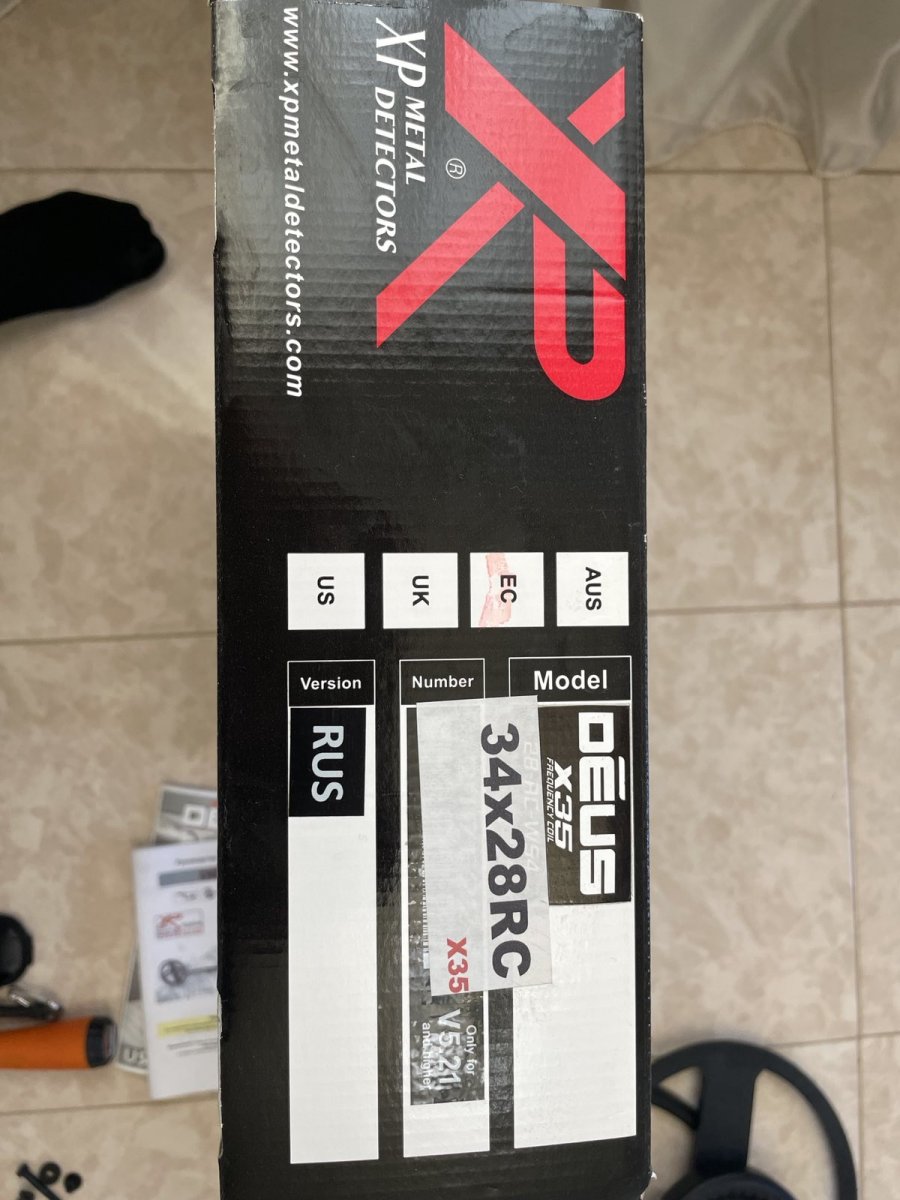 XP
®
XP METAL
DETECTORS
www.xpmetaldetectors.com
AUS
EC
UK
US
Model
DĒUS
X35
FREQUENCY COIL
34x28RC
X35
Number
Only for
V5.21
and higher
Version
RUS